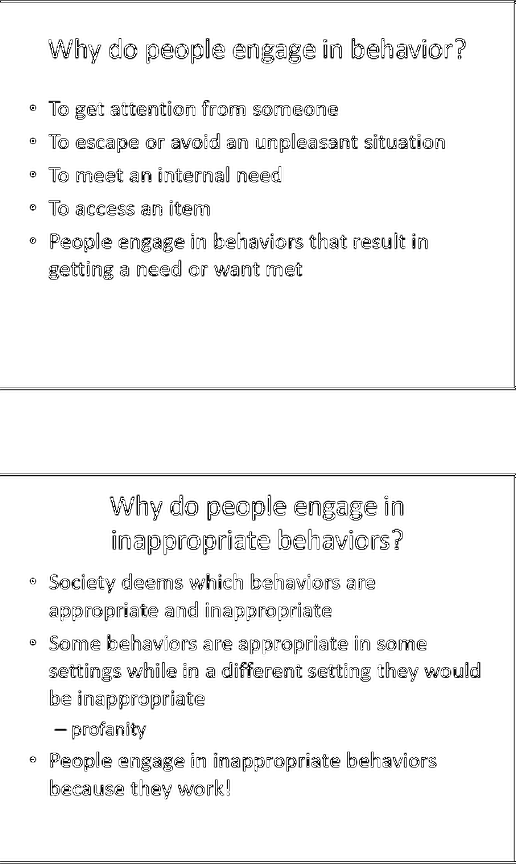 Why do people engage in behavior?
• To get attention from someone
• To escape or avoid an unpleasant situation
• To meet an internal need
• To access an item
• People engage in behaviors that result in
getting a need or want met
Why do people engage in
inappropriate behaviors?
• Society deems which behaviors are
appropriate and inappropriate
• Some behaviors are appropriate in some
settings while in a different setting they would
be inappropriate
– profanity
• People engage in inappropriate behaviors
because they work!